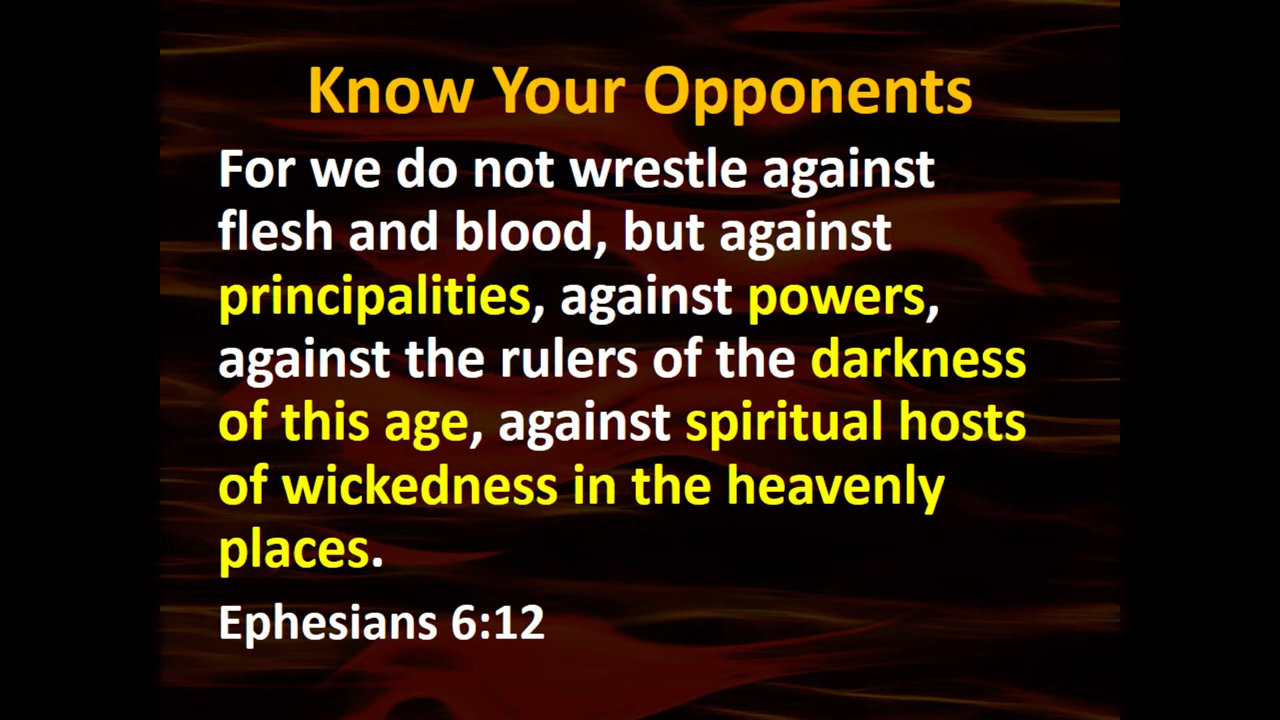 Know Your Opponents
For we do not wrestle against
flesh and blood, but against
principalities, against powers,
against the rulers of the darkness
of this age, against spiritual hosts
of wickedness in the heavenly
places.
Ephesians 6:12